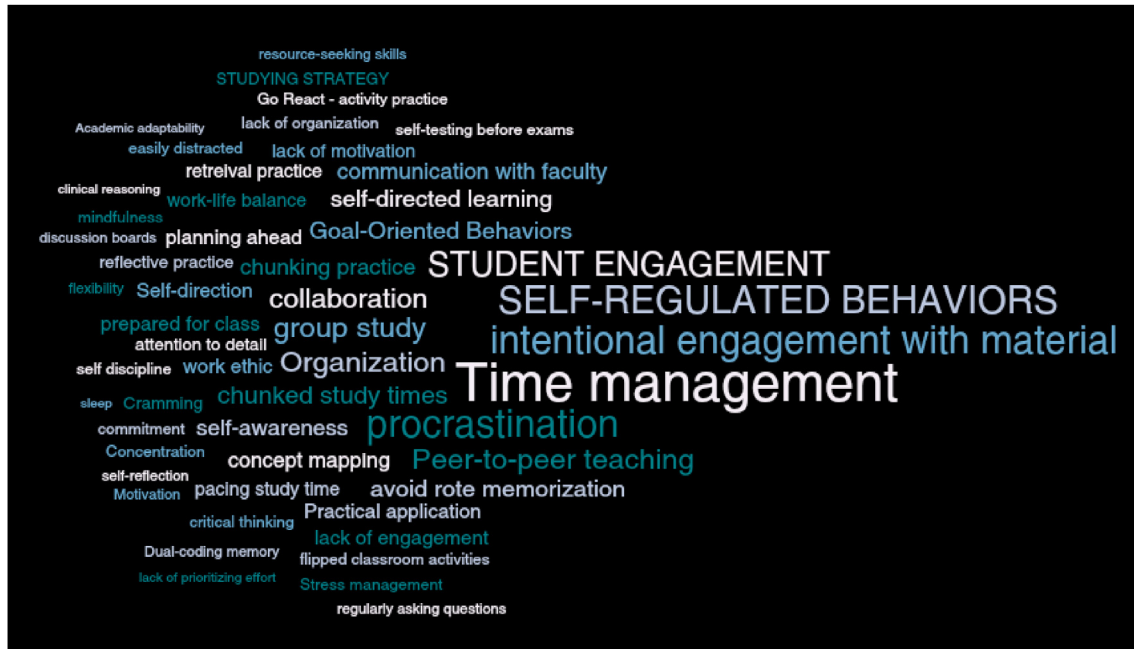 resource-seeking skills
STUDYING STRATEGY
Go React - activity practice
Academic adaptability
lack of organization
self-testing before exams
easily distracted
lack of motivation
retreival practice
communication with faculty
clinical reasoning
work-life balance
self-directed learning
mindfulness
discussion boards
planning ahead
Goal-Oriented Behaviors
reflective practice
chunking practice
STUDENT ENGAGEMENT
flexibility
Self-direction
collaboration
SELF-REGULATED BEHAVIORS
prepared for class
group study
intentional engagement with material
attention to detail
self discipline
work ethic
Organization
Time management
sleep
Cramming
chunked study times
commitment
self-awareness
procrastination
Concentration
concept mapping
Peer-to-peer teaching
self-reflection
Motivation
pacing study time
avoid rote memorization
critical thinking
Practical application
lack of engagement
Dual-coding memory
flipped classroom activities
lack of prioritizing effort
Stress management
regularly asking questions